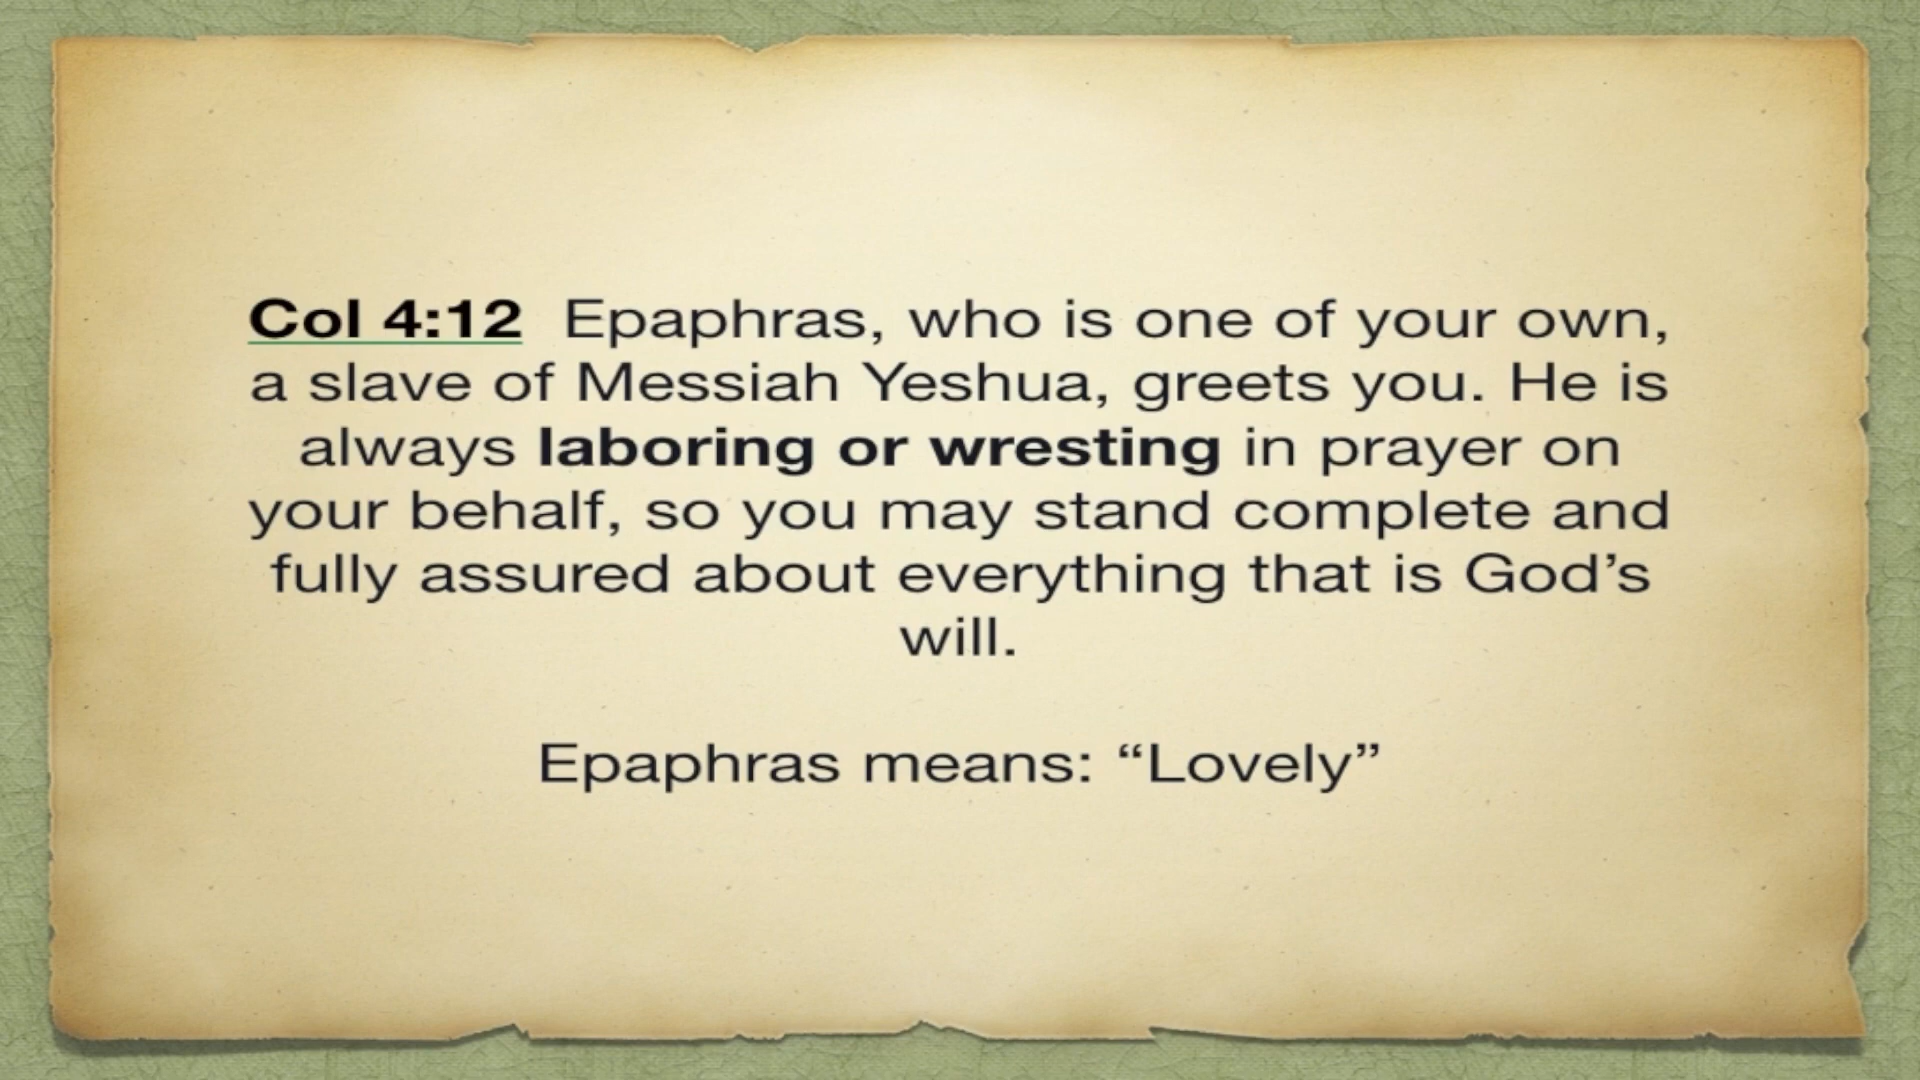 Col 4:12  Epaphras, who is one of your own,
a slave of Messiah Yeshua, greets you. He is
always laboring or wresting in prayer on
your behalf, so you may stand complete and
fully assured about everything that is God’s
will.
Epaphras means: “Lovely”